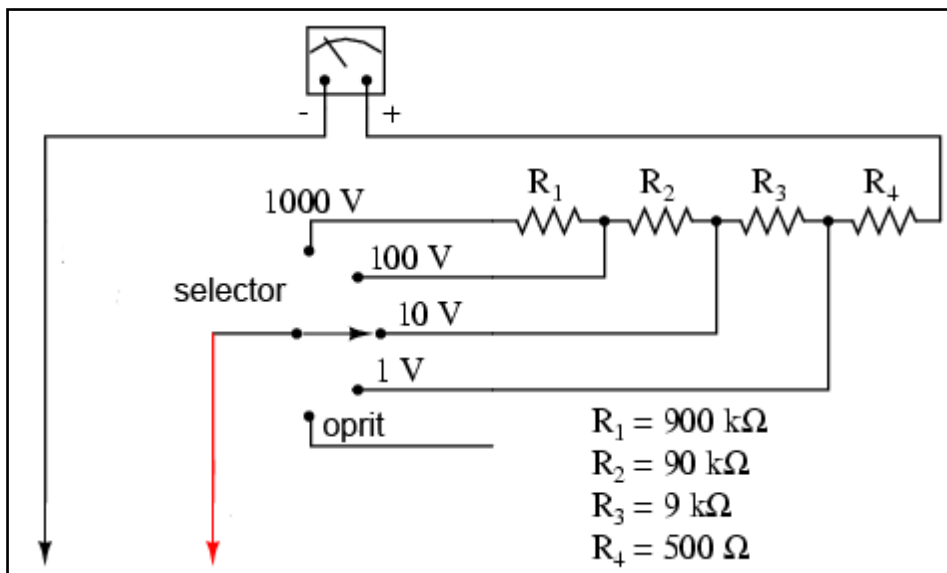 - +
R1 R2 R3 R4
1000 V
100 V
selector
10 V
1 V
oprit
R1 = 900 kΩ
R2 = 90 kΩ
R3 = 9 kΩ
R4 = 500 Ω